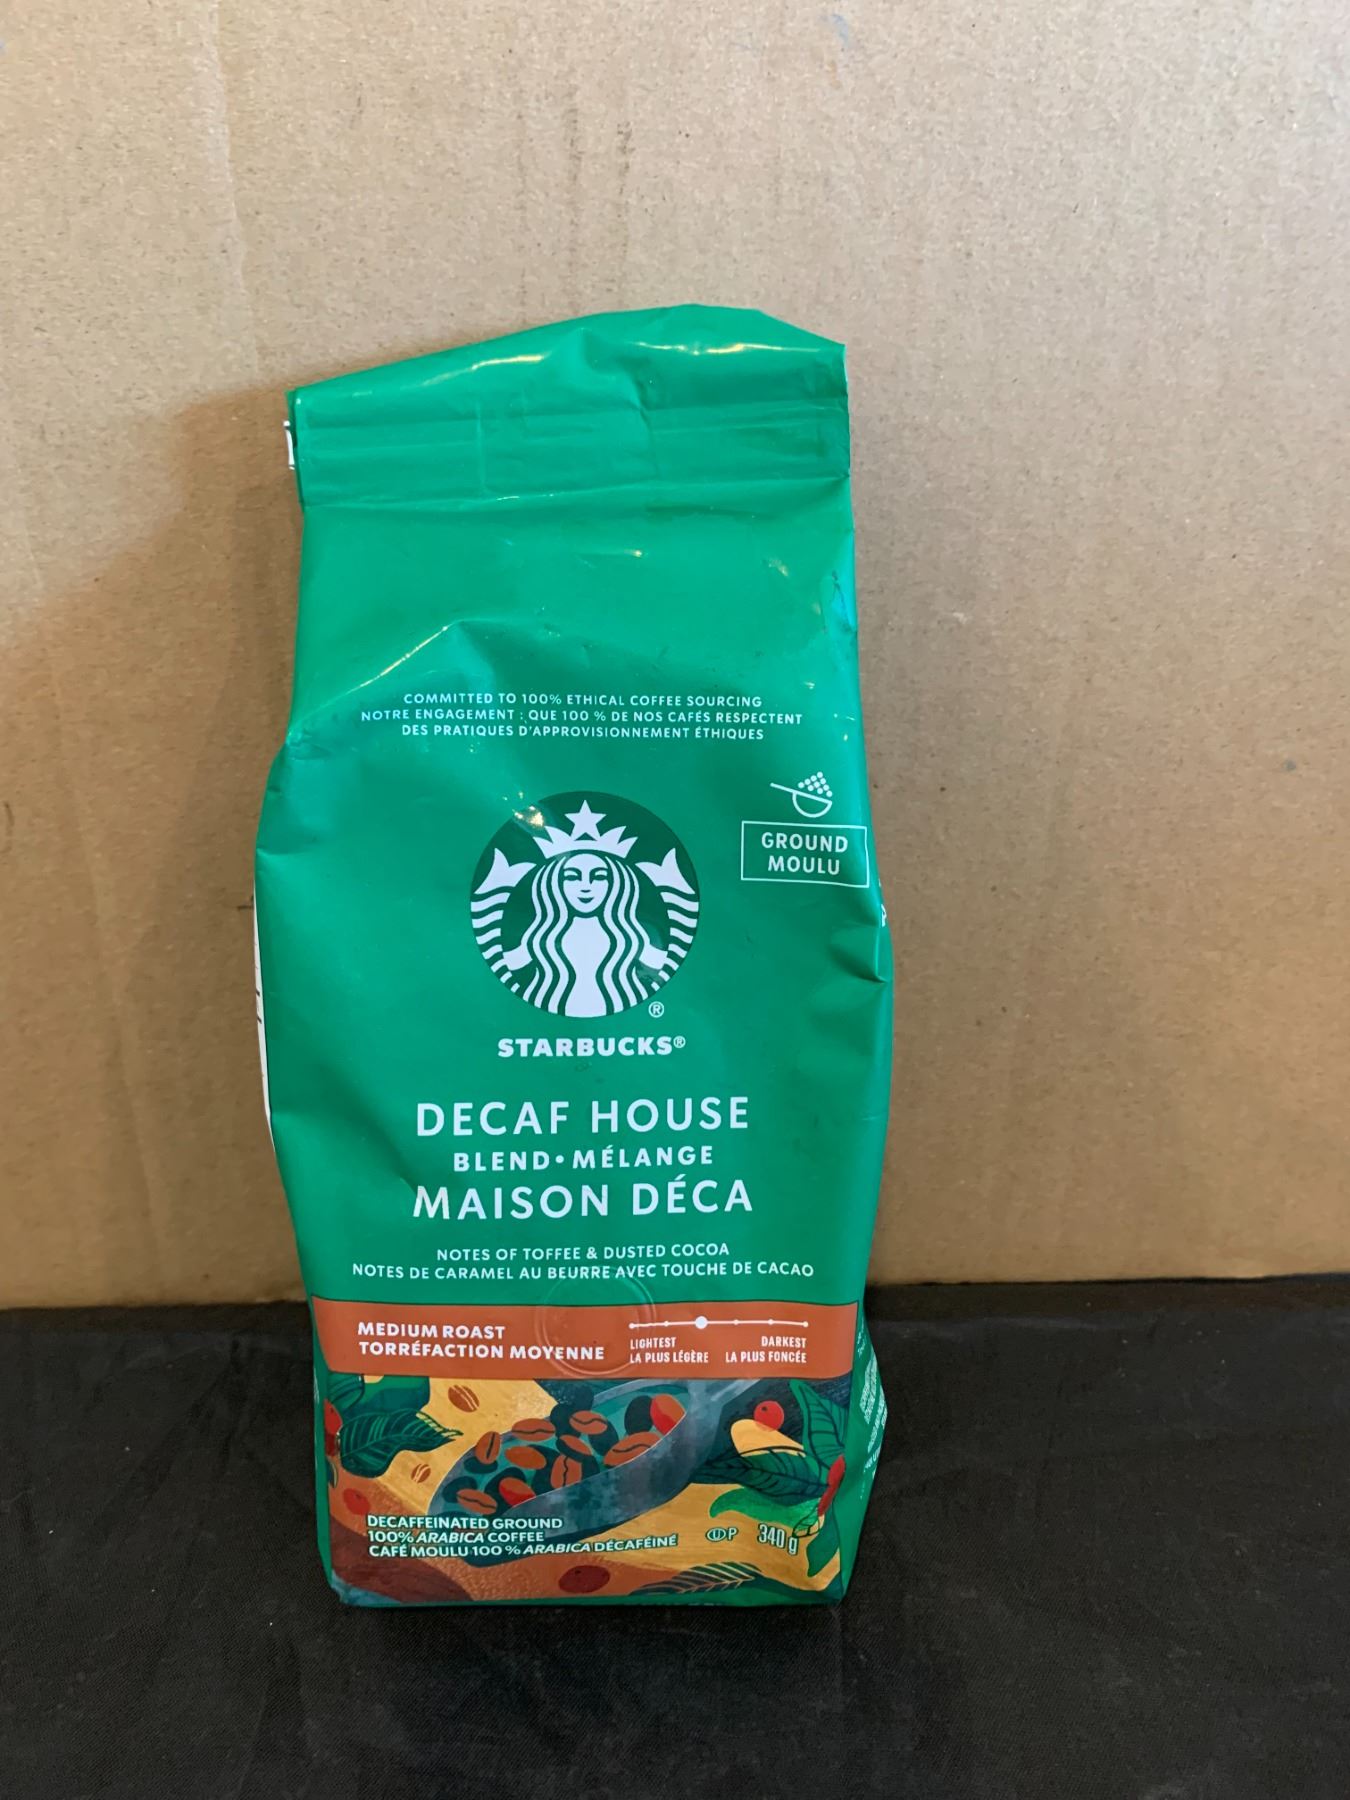 COMMITTED TO 100% ETHICAL COFFEE SOURCING
NOTRE ENGAGEMENT : QUE 100 % DE NOS CAFÉS RESPECTENT
DES PRATIQUES D'APPROVISIONNEMENT ÉTHIQUES
GROUND
MOULU
®
STARBUCKS®
DECAF HOUSE
BLEND • MÉLANGE
MAISON DÉCA
NOTES OF TOFFEE & DUSTED COCOA
NOTES DE CARAMEL AU BEURRE AVEC TOUCHE DE CACAO
MEDIUM ROAST
TORRÉFACTION MOYENNE
LIGHTEST
LA PLUS LÉGÈRE
DARKEST
LA PLUS FONCÉE
DECAFFEINATED GROUND
100% ARABICA COFFEE
CAFÉ MOULU 100 % ARABICA DÉCAFÉINÉ
U P
340 g